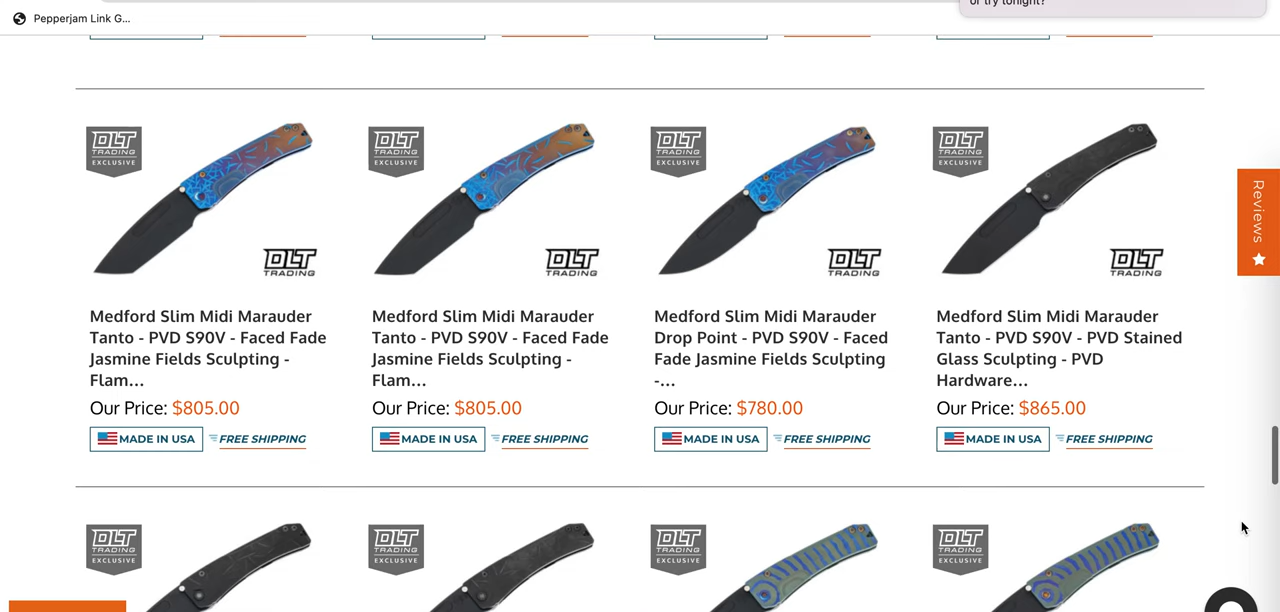 or try tonight?
Pepperjam Link G...
DLT
TRADING
EXCLUSIVE
DLT
TRADING
DLT
TRADING
EXCLUSIVE
DLT
TRADING
DLT
TRADING
EXCLUSIVE
DLT
TRADING
DLT
TRADING
EXCLUSIVE
DLT
TRADING
Reviews
Medford Slim Midi Marauder
Tanto - PVD S90V - Faced Fade
Jasmine Fields Sculpting -
Flam...
Our Price: $805.00
MADE IN USA FREE SHIPPING
Medford Slim Midi Marauder
Tanto - PVD S90V - Faced Fade
Jasmine Fields Sculpting -
Flam...
Our Price: $805.00
MADE IN USA FREE SHIPPING
Medford Slim Midi Marauder
Drop Point - PVD S90V - Faced
Fade Jasmine Fields Sculpting
-...
Our Price: $780.00
MADE IN USA FREE SHIPPING
Medford Slim Midi Marauder
Tanto - PVD S90V - PVD Stained
Glass Sculpting - PVD
Hardware...
Our Price: $865.00
MADE IN USA FREE SHIPPING
DLT
TRADING
EXCLUSIVE
DLT
TRADING
EXCLUSIVE
DLT
TRADING
EXCLUSIVE
DLT
TRADING
EXCLUSIVE